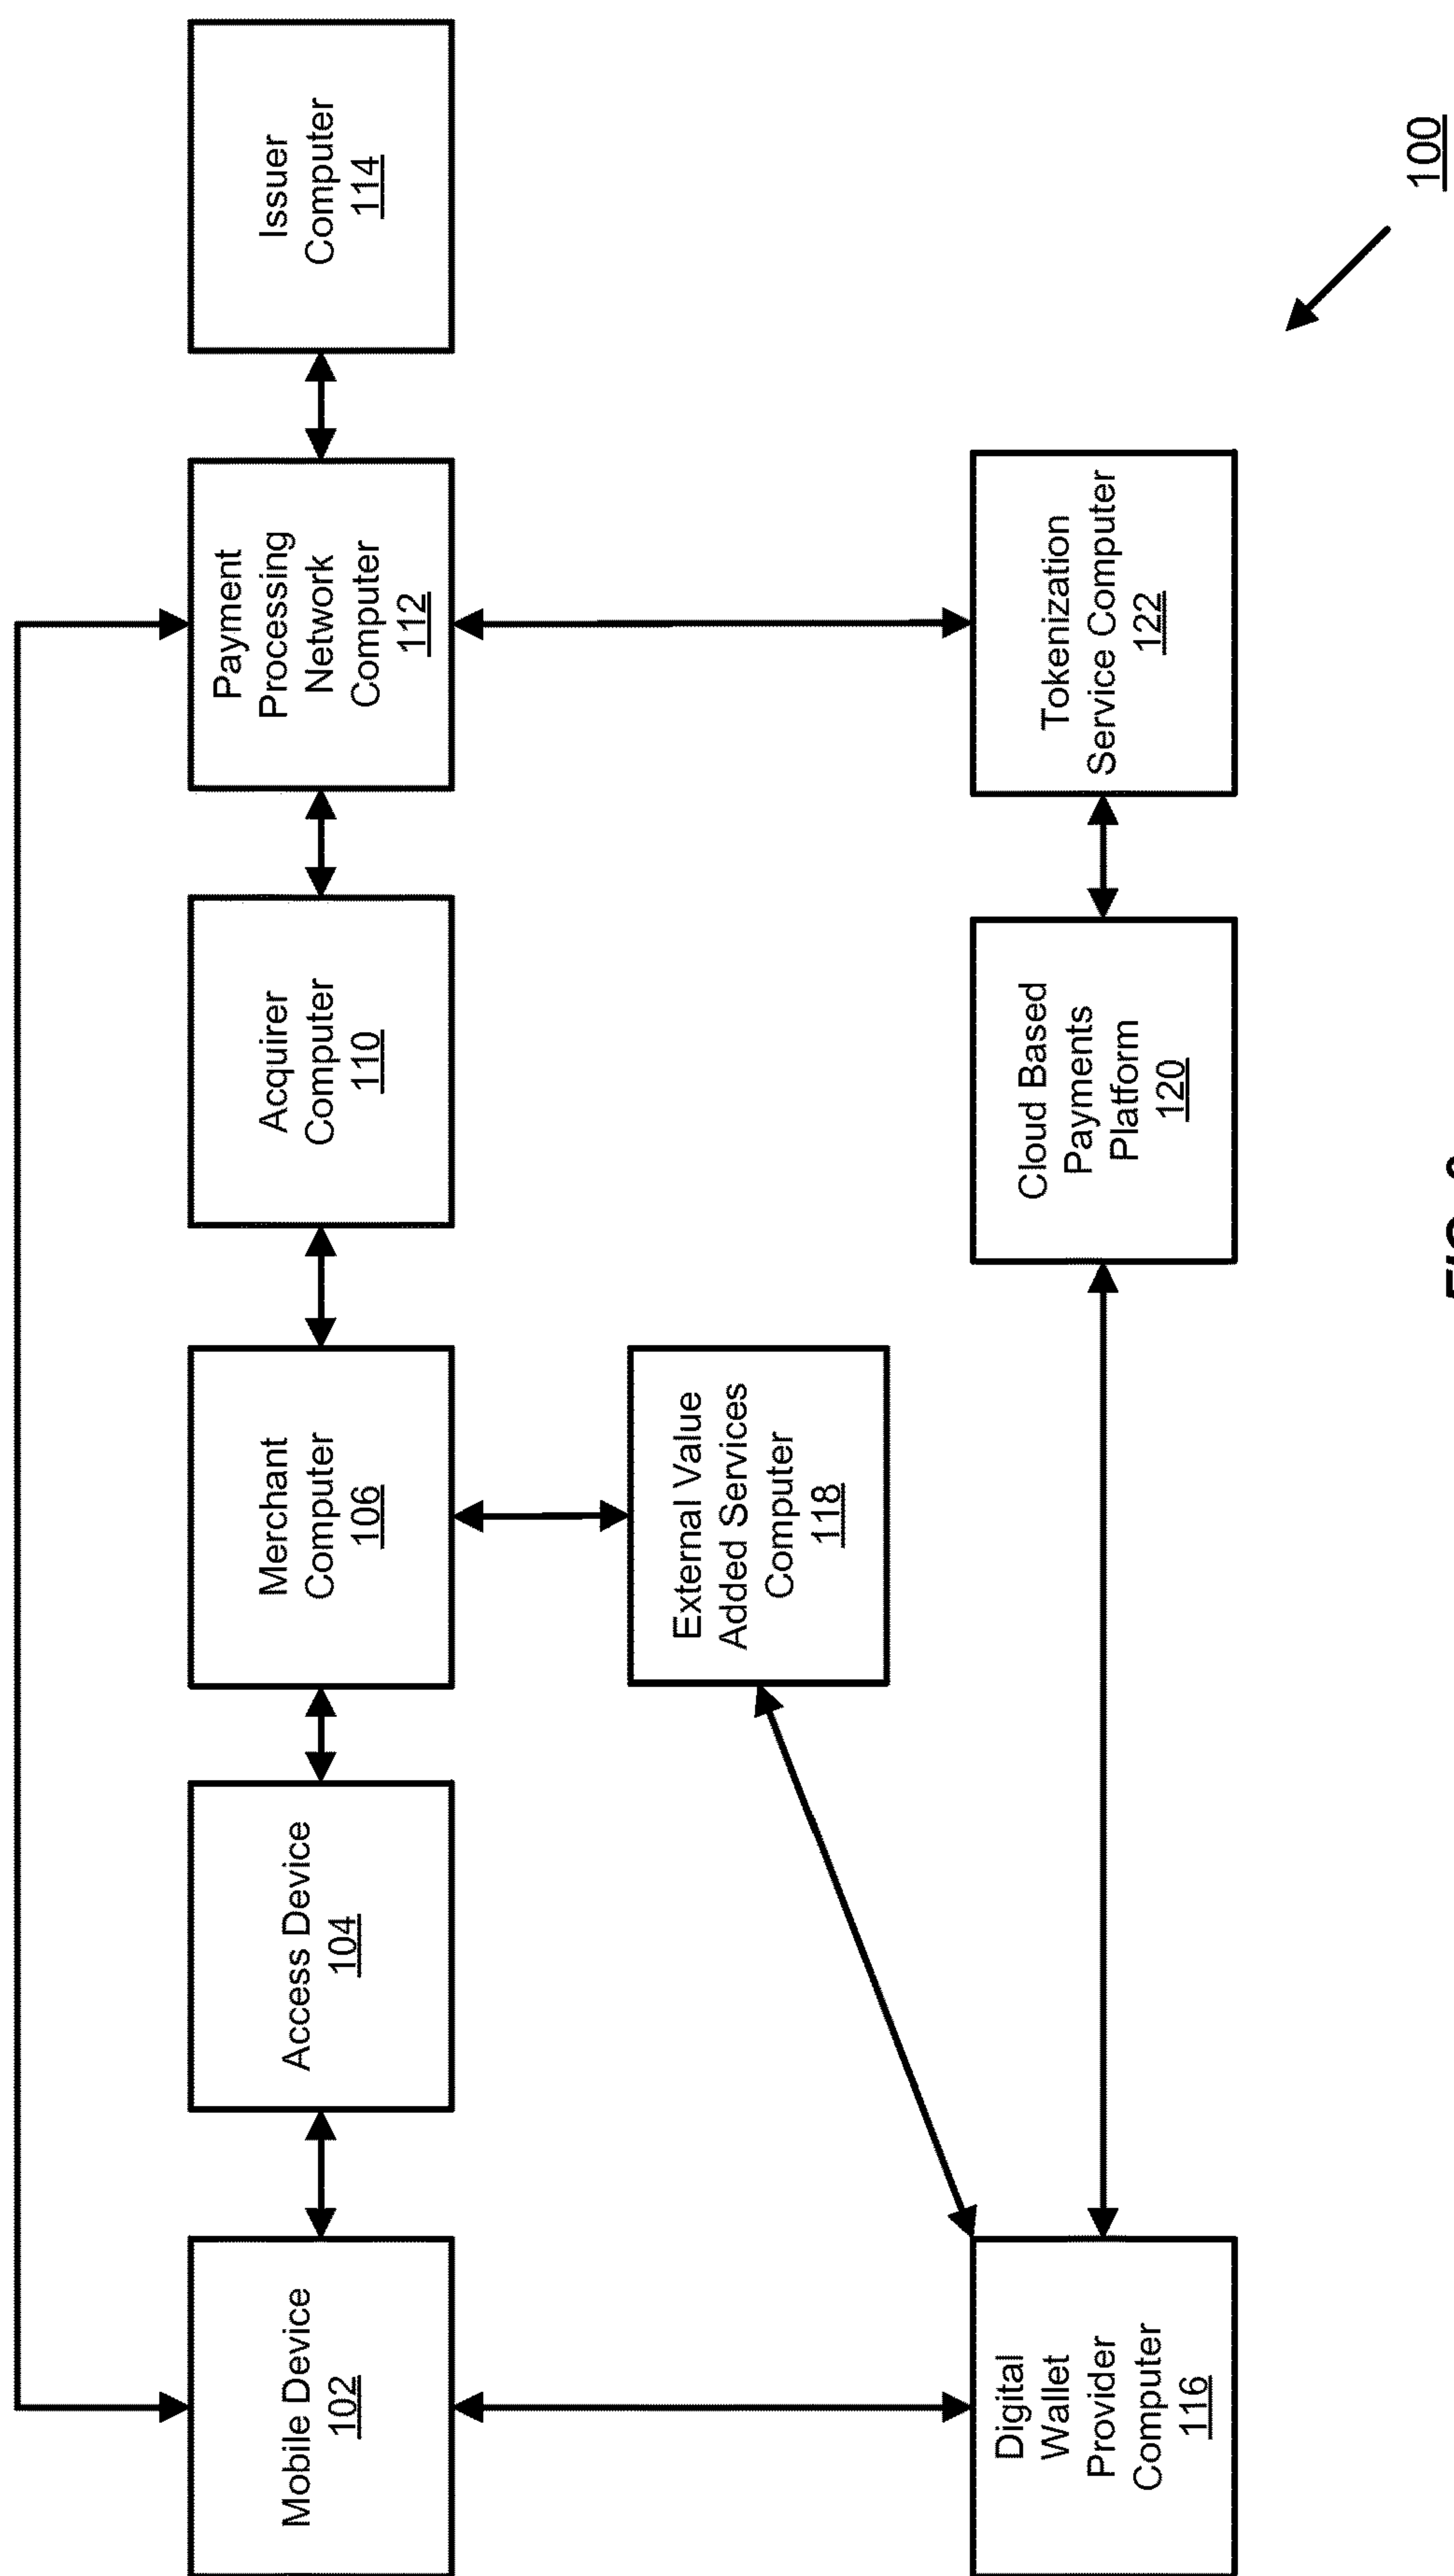 Mobile Device
102
Access Device
104
Merchant
Computer
106
Acquirer
Computer
110
Payment
Processing
Network
Computer
112
Issuer
Computer
114
External Value
Added Services
Computer
118
Digital
Wallet
Provider
Computer
116
Cloud Based
Payments
Platform
120
Tokenization
Service Computer
122
100
FIG.